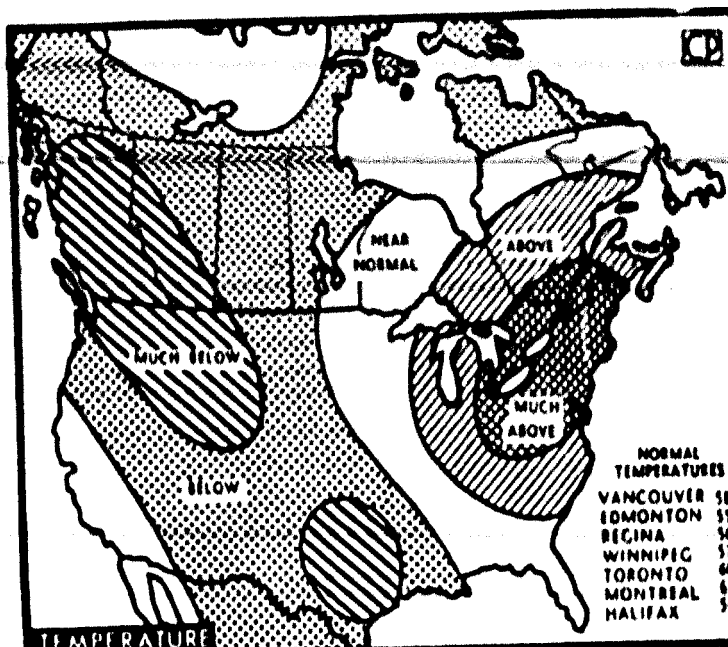 CP
NEAR
NORMAL
ABOVE
MUCH BELOW
MUCH
ABOVE
BELOW
NORMAL
TEMPERATURES
VANCOUVER
EDMONTON
REGINA
WINNIPEG
TORONTO
MONTREAL
HALIFAX
TEMPERATURE